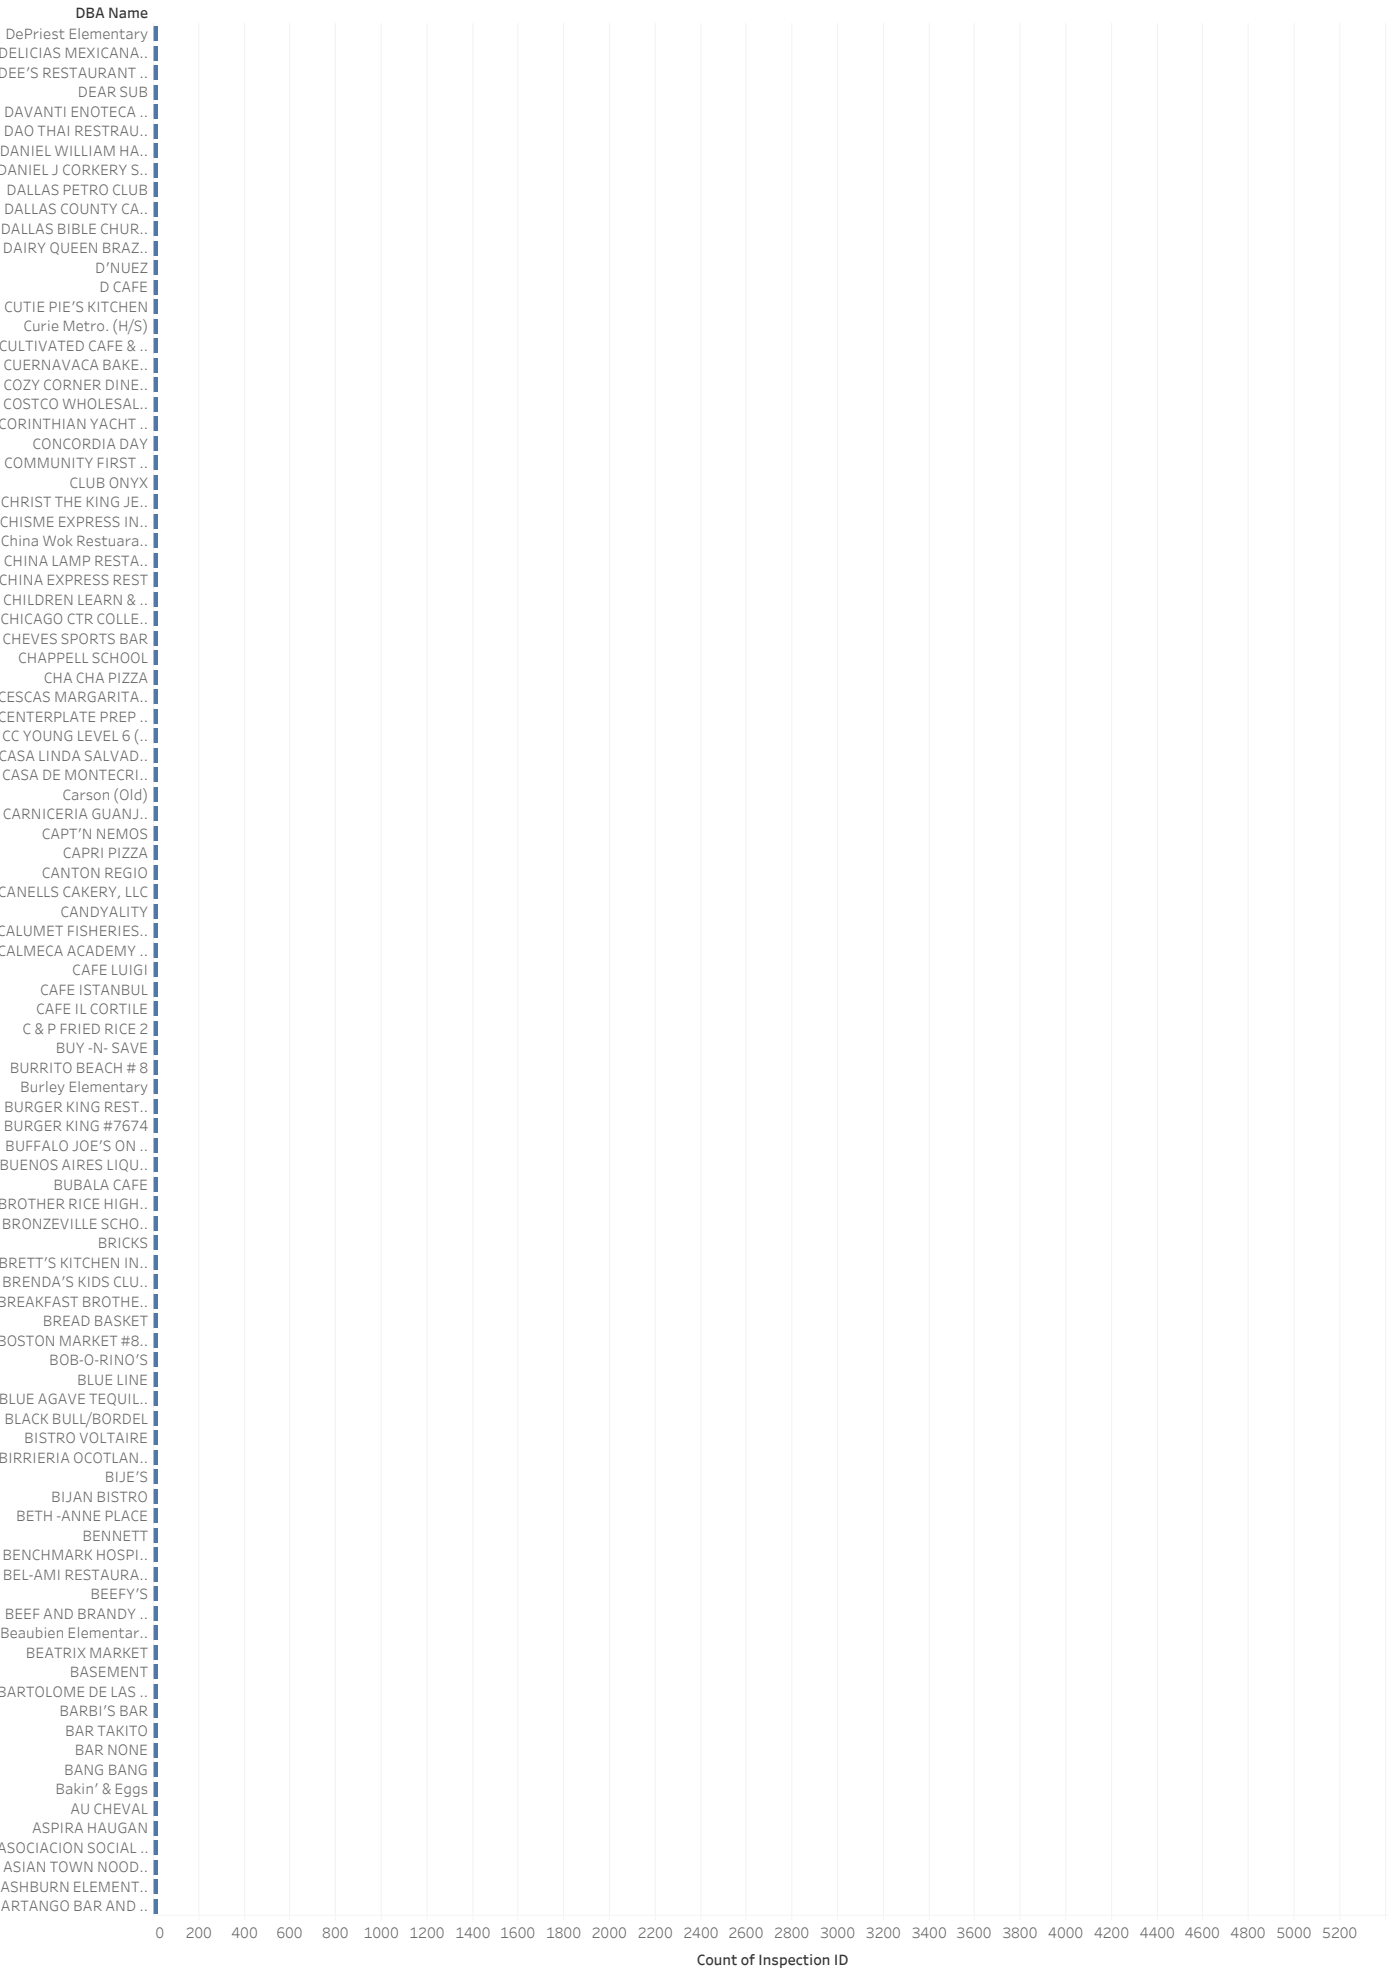 DBA Name
DePriest Elementary
DELICIAS MEXICANA..
DEE'S RESTAURANT ..
DEAR SUB
DAVANTI ENOTECA ..
DAO THAI RESTRAU..
DANIEL WILLIAM HA..
DANIEL J CORKERY S..
DALLAS PETRO CLUB
DALLAS COUNTY CA..
DALLAS BIBLE CHUR..
DAIRY QUEEN BRAZ..
D'NUEZ
D CAFE
CUTIE PIE'S KITCHEN
Curie Metro. (H/S)
CULTIVATED CAFE & ..
CUERNAVACA BAKE..
COZY CORNER DINE..
COSTCO WHOLESAL..
CORINTHIAN YACHT ..
CONCORDIA DAY
COMMUNITY FIRST ..
CLUB ONYX
CHRIST THE KING JE..
CHISME EXPRESS IN..
China Wok Restuara..
CHINA LAMP RESTA..
CHINA EXPRESS REST
CHILDREN LEARN & ..
CHICAGO CTR COLLE..
CHEVES SPORTS BAR
CHAPPELL SCHOOL
CHA CHA PIZZA
CESCAS MARGARITA..
CENTERPLATE PREP ..
CC YOUNG LEVEL 6 (..
CASA LINDA SALVAD..
CASA DE MONTECRI..
Carson (Old)
CARNICERIA GUANJ..
CAPT'N NEMOS
CAPRI PIZZA
CANTON REGIO
CANELLS CAKERY, LLC
CANDYALITY
CALUMET FISHERIES..
CALMECA ACADEMY ..
CAFE LUIGI
CAFE ISTANBUL
CAFE IL CORTILE
C & P FRIED RICE 2
BUY -N- SAVE
BURRITO BEACH # 8
Burley Elementary
BURGER KING REST..
BURGER KING #7674
BUFFALO JOE'S ON ..
BUENOS AIRES LIQU..
BUBALA CAFE
BROTHER RICE HIGH..
BRONZEVILLE SCHO..
BRICKS
BRETT'S KITCHEN IN..
BRENDA'S KIDS CLU..
BREAKFAST BROTHE..
BREAD BASKET
BOSTON MARKET #8..
BOB-O-RINO'S
BLUE LINE
BLUE AGAVE TEQUIL..
BLACK BULL/BORDEL
BISTRO VOLTAIRE
BIRRIERIA OCOTLAN..
BIJE'S
BIJAN BISTRO
BETH -ANNE PLACE
BENNETT
BENCHMARK HOSPI..
BEL-AMI RESTAURA..
BEEFY'S
BEEF AND BRANDY ..
Beaubien Elementar..
BEATRIX MARKET
BASEMENT
BARTOLOME DE LAS ..
BARBI'S BAR
BAR TAKITO
BAR NONE
BANG BANG
Bakin' & Eggs
AU CHEVAL
ASPIRA HAUGAN
ASOCIACION SOCIAL ..
ASIAN TOWN NOOD..
ASHBURN ELEMENT..
ARTANGO BAR AND ..
0 200 400 600 800 1000 1200 1400 1600 1800 2000 2200 2400 2600 2800 3000 3200 3400 3600 3800 4000 4200 4400 4600 4800 5000 5200
Count of Inspection ID